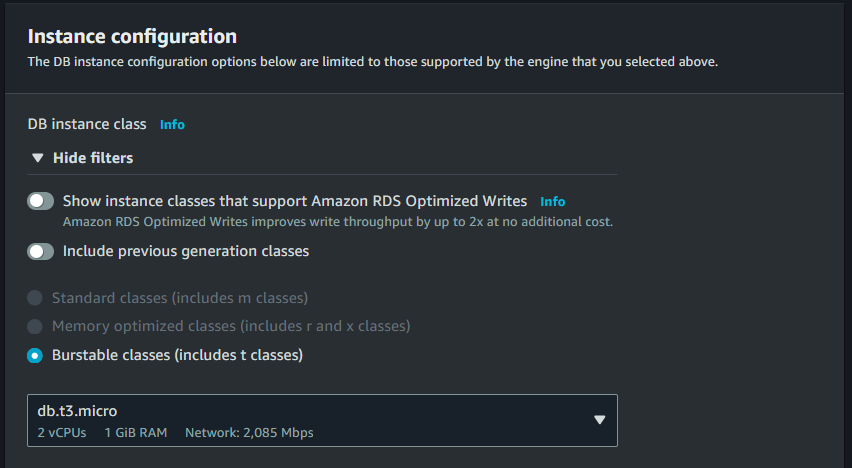 Instance configuration
The DB instance configuration options below are limited to those supported by the engine that you selected above.
DB instance class Info
Hide filters
Show instance classes that support Amazon RDS Optimized Writes Info
Amazon RDS Optimized Writes improves write throughput by up to 2x at no additional cost.
Include previous generation classes
Standard classes (includes m classes)
Memory optimized classes (includes r and x classes)
Burstable classes (includes t classes)
db.t3.micro
2 vCPUs 1 GiB RAM Network: 2,085 Mbps